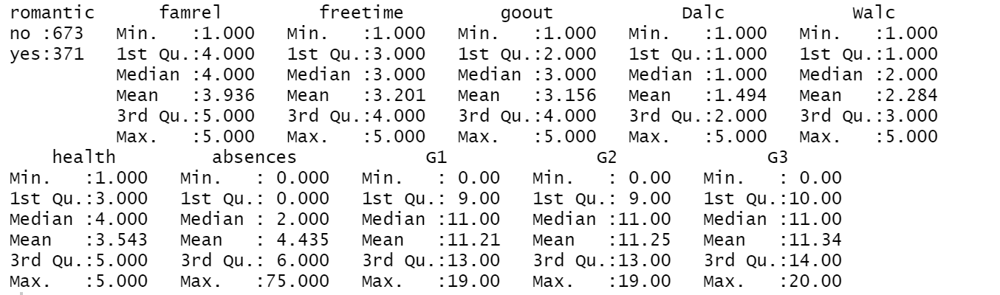 romantic      famrel         freetime         goout            Dalc            Walc
no :673   Min.   :1.000   Min.   :1.000   Min.   :1.000   Min.   :1.000   Min.   :1.000
yes:371   1st Qu.:4.000   1st Qu.:3.000   1st Qu.:2.000   1st Qu.:1.000   1st Qu.:1.000
          Median :4.000   Median :3.000   Median :3.000   Median :1.000   Median :2.000
          Mean   :3.936   Mean   :3.201   Mean   :3.156   Mean   :1.494   Mean   :2.284
          3rd Qu.:5.000   3rd Qu.:4.000   3rd Qu.:4.000   3rd Qu.:2.000   3rd Qu.:3.000
          Max.   :5.000   Max.   :5.000   Max.   :5.000   Max.   :5.000   Max.   :5.000
    health         absences            G1              G2              G3
Min.   :1.000   Min.   : 0.000   Min.   : 0.00   Min.   : 0.00   Min.   : 0.00
1st Qu.:3.000   1st Qu.: 0.000   1st Qu.: 9.00   1st Qu.: 9.00   1st Qu.:10.00
Median :4.000   Median : 2.000   Median :11.00   Median :11.00   Median :11.00
Mean   :3.543   Mean   : 4.435   Mean   :11.21   Mean   :11.25   Mean   :11.34
3rd Qu.:5.000   3rd Qu.: 6.000   3rd Qu.:13.00   3rd Qu.:13.00   3rd Qu.:14.00
Max.   :5.000   Max.   :75.000   Max.   :19.00   Max.   :19.00   Max.   :20.00